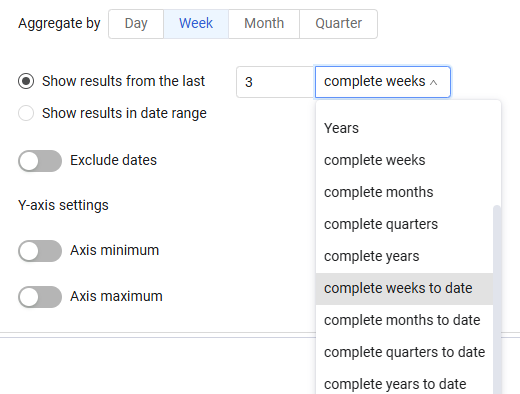 Aggregate by Day Week Month Quarter
Show results from the last 3 complete weeks
Show results in date range
Years
Exclude dates complete weeks
complete months
Y-axis settings
complete quarters
Axis minimum complete years
complete weeks to date
Axis maximum
complete months to date
complete quarters to date
complete years to date